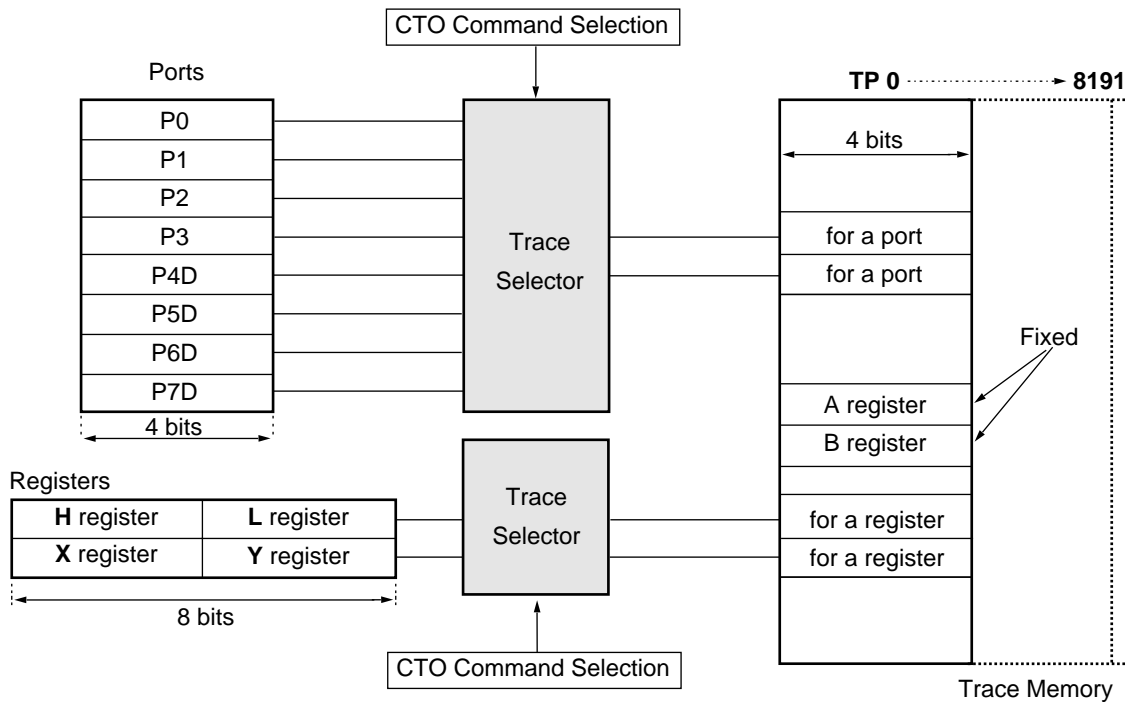 CTO Command Selection
Ports
TP 0 8191
P0
P1
P2
P3
P4D
P5D
P6D
P7D
4 bits
Trace
Selector
4 bits
for a port
for a port
Fixed
A register
B register
for a register
for a register
Registers
H register L register
X register Y register
8 bits
Trace
Selector
CTO Command Selection
Trace Memory